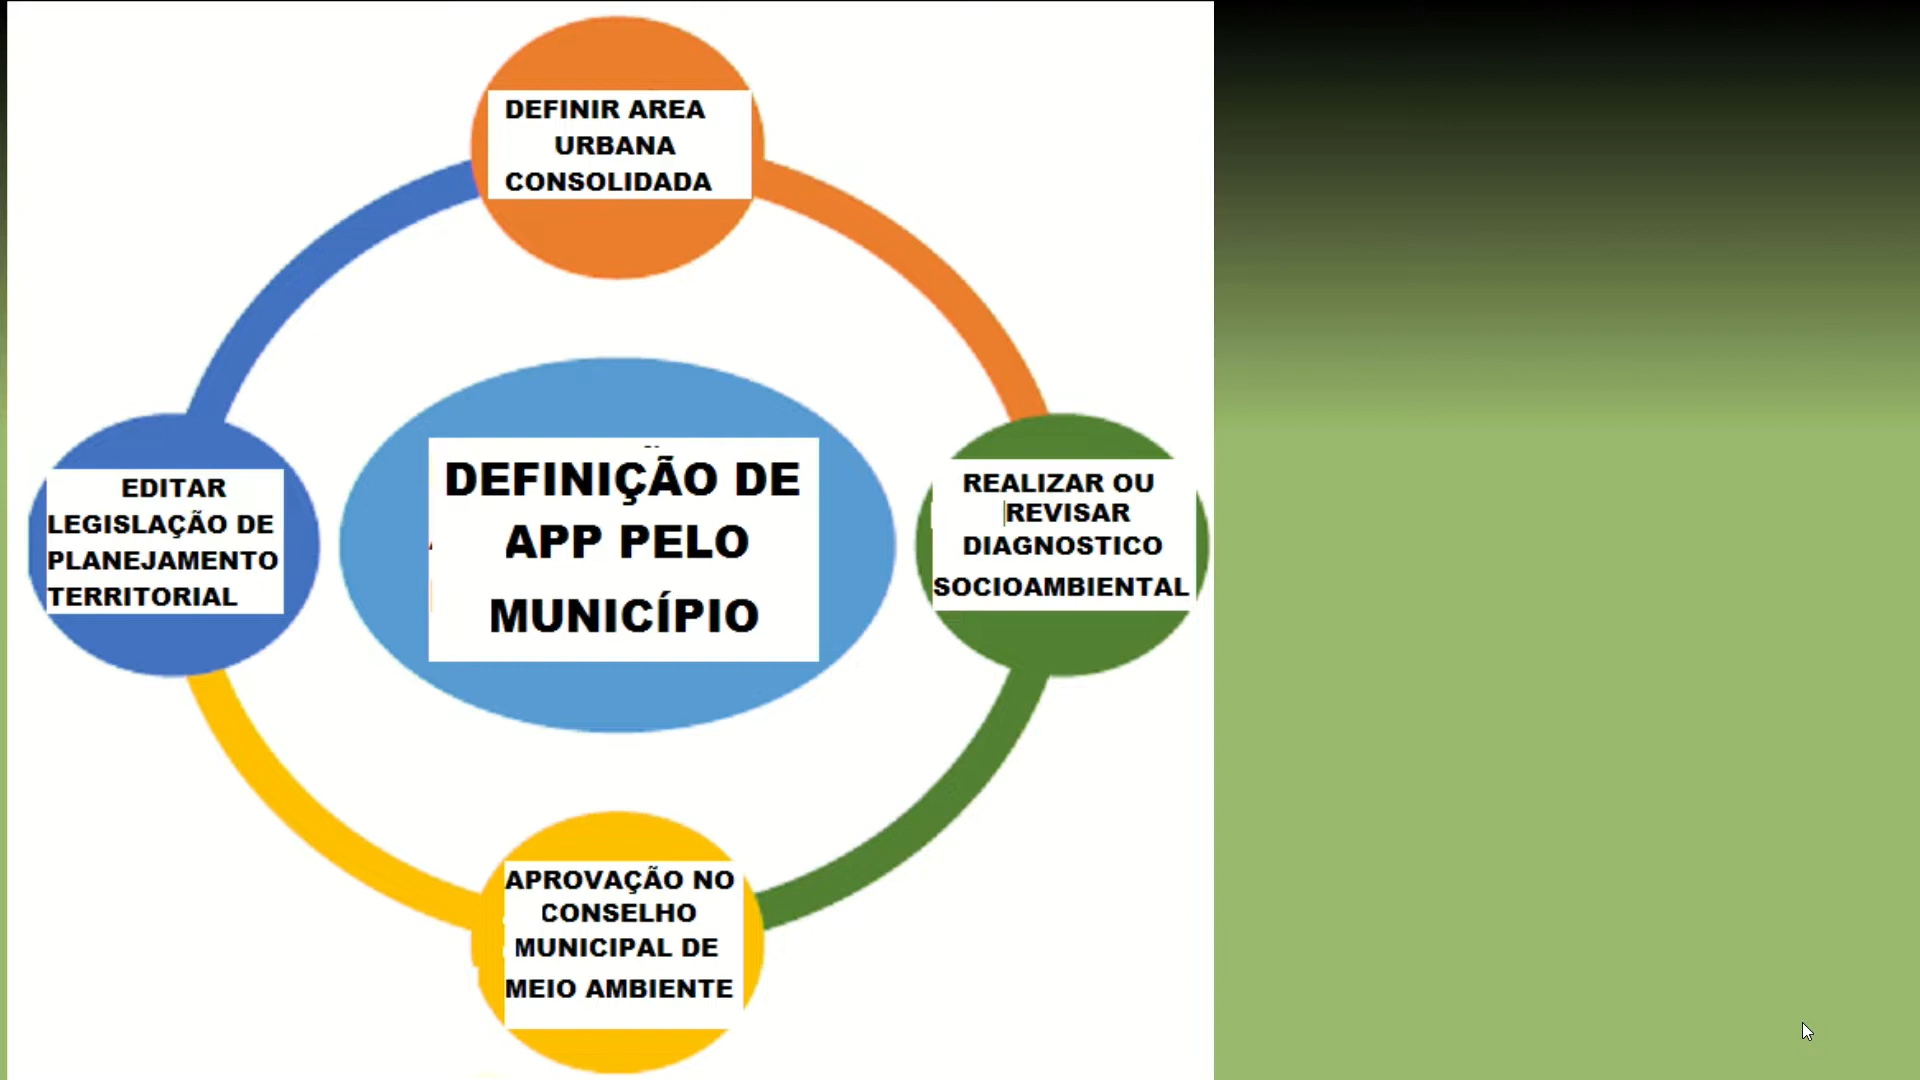 DEFINIR AREA
URBANA
CONSOLIDADA
EDITAR
LEGISLAÇÃO DE
PLANEJAMENTO
TERRITORIAL
DEFINIÇÃO DE
APP PELO
MUNICÍPIO
REALIZAR OU
REVISAR
DIAGNOSTICO
SOCIOAMBIENTAL
APROVAÇÃO NO
CONSELHO
MUNICIPAL DE
MEIO AMBIENTE